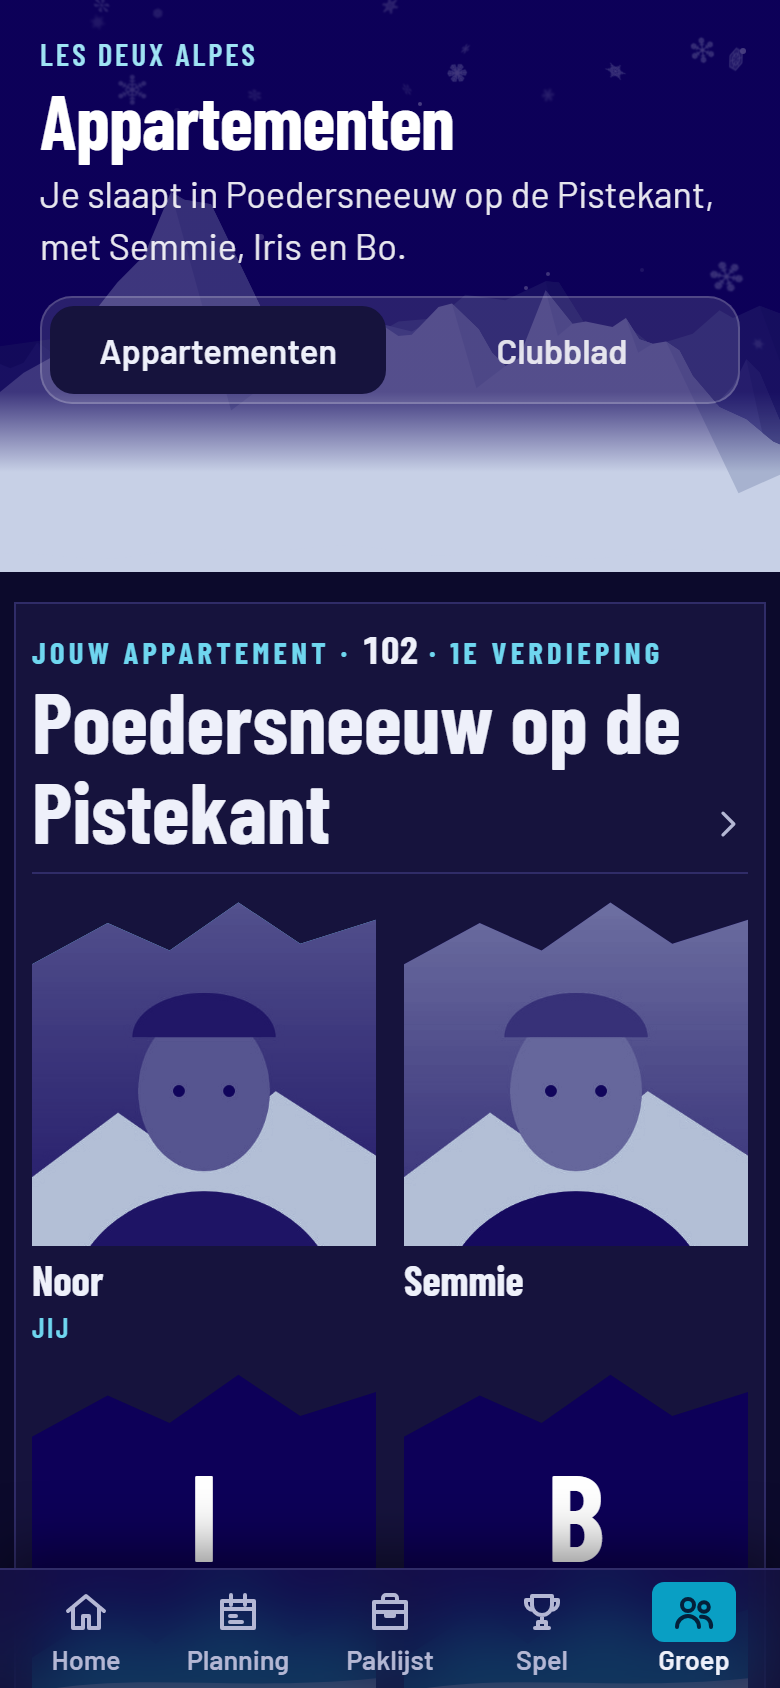 LES DEUX ALPES
Appartementen
Je slaapt in Poedersneeuw op de Pistekant,
met Semmie, Iris en Bo.
Appartementen
Clubblad
JOUW APPARTEMENT · 102 · 1E VERDIEPING
Poedersneeuw op de
Pistekant
Noor
Semmie
JIJ
I
B
Home
Planning
Paklijst
Spel
Groep